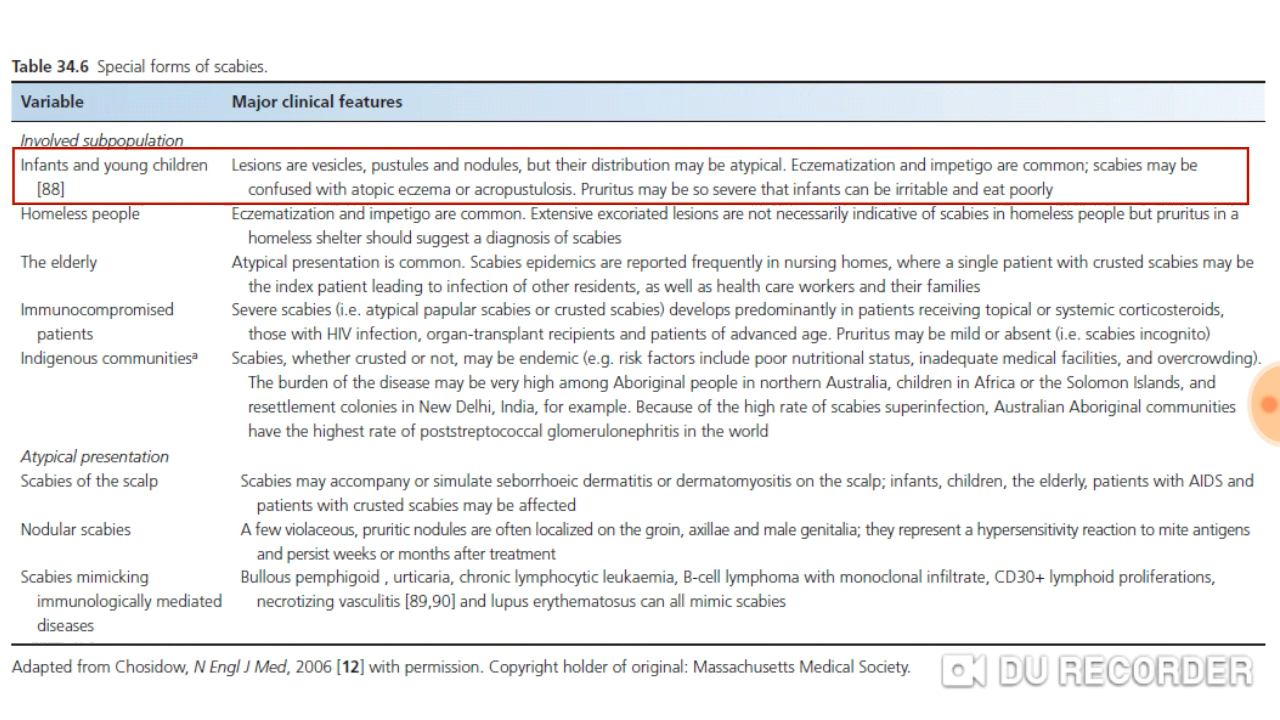 Table 34.6 Special forms of scabies.
Variable Major clinical features
Involved subpopulation
Infants and young children Lesions are vesicles, pustules and nodules, but their distribution may be atypical. Eczematization and impetigo are common; scabies may be
[88] confused with atopic eczema or acropustulosis. Pruritus may be so severe that infants can be irritable and eat poorly
Homeless people Eczematization and impetigo are common. Extensive excoriated lesions are not necessarily indicative of scabies in homeless people but pruritus in a
homeless shelter should suggest a diagnosis of scabies
The elderly Atypical presentation is common. Scabies epidemics are reported frequently in nursing homes, where a single patient with crusted scabies may be
the index patient leading to infection of other residents, as well as health care workers and their families
Immunocompromised Severe scabies (i.e. atypical papular scabies or crusted scabies) develops predominantly in patients receiving topical or systemic corticosteroids,
patients those with HIV infection, organ-transplant recipients and patients of advanced age. Pruritus may be mild or absent (i.e. scabies incognito)
Indigenous communitiesᵃ Scabies, whether crusted or not, may be endemic (e.g. risk factors include poor nutritional status, inadequate medical facilities, and overcrowding).
The burden of the disease may be very high among Aboriginal people in northern Australia, children in Africa or the Solomon Islands, and
resettlement colonies in New Delhi, India, for example. Because of the high rate of scabies superinfection, Australian Aboriginal communities
have the highest rate of poststreptococcal glomerulonephritis in the world
Atypical presentation
Scabies of the scalp Scabies may accompany or simulate seborrhoeic dermatitis or dermatomyositis on the scalp; infants, children, the elderly, patients with AIDS and
patients with crusted scabies may be affected
Nodular scabies A few violaceous, pruritic nodules are often localized on the groin, axillae and male genitalia; they represent a hypersensitivity reaction to mite antigens
and persist weeks or months after treatment
Scabies mimicking Bullous pemphigoid , urticaria, chronic lymphocytic leukaemia, B-cell lymphoma with monoclonal infiltrate, CD30+ lymphoid proliferations,
immunologically mediated necrotizing vasculitis [89,90] and lupus erythematosus can all mimic scabies
diseases
Adapted from Chosidow, N Engl J Med, 2006 [12] with permission. Copyright holder of original: Massachusetts Medical Society.
DU RECORDER